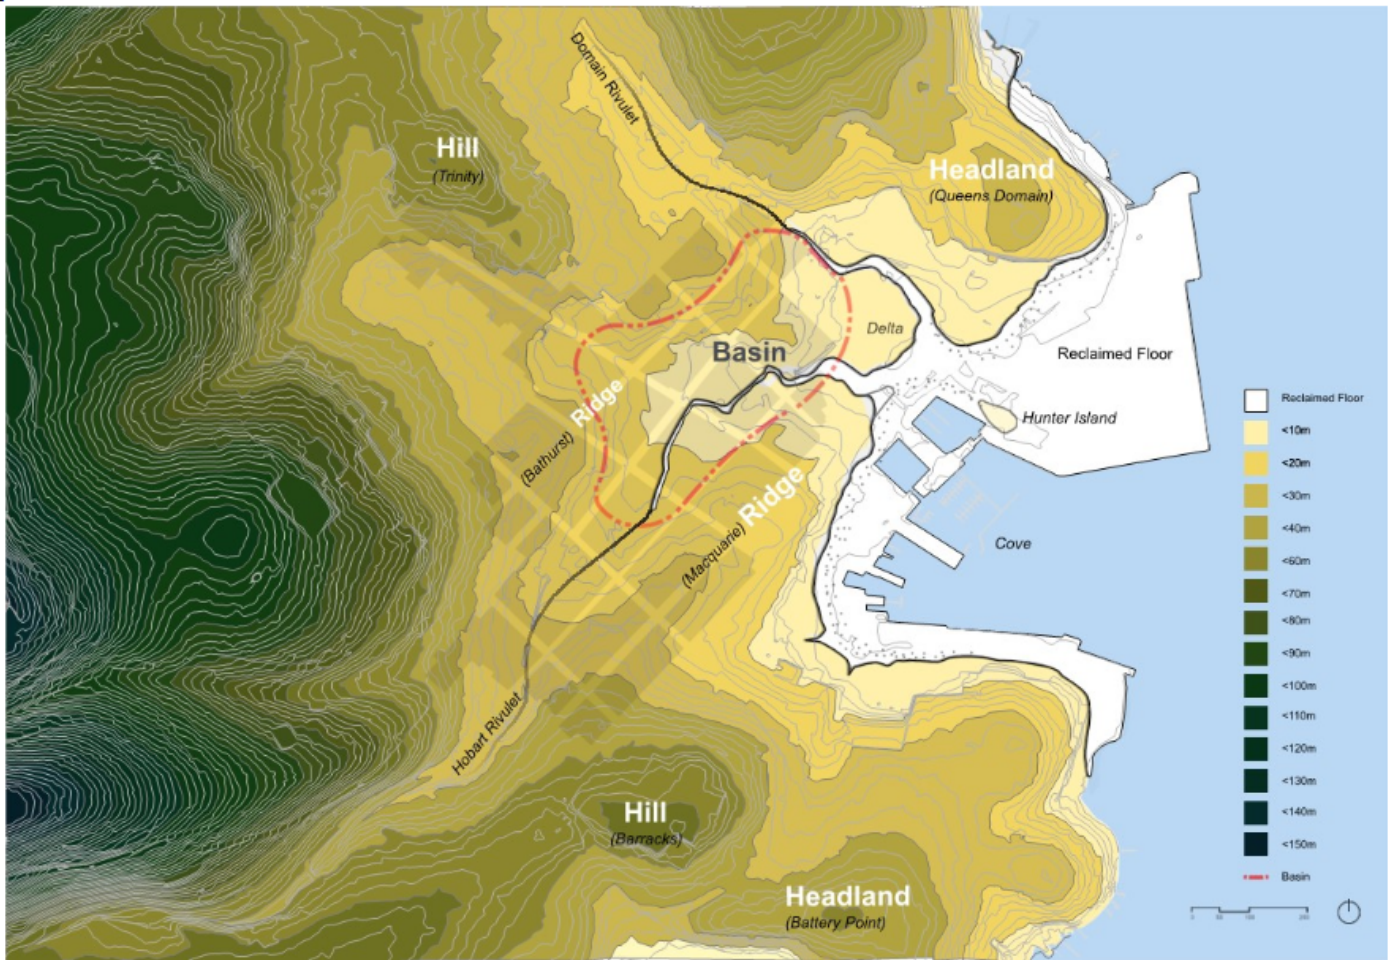 Domain Rivulet
Hill
(Trinity)
Headland
(Queens Domain)
Delta
Basin
Reclaimed Floor
Ridge
(Bathurst)
Hunter Island
Ridge
(Macquarie)
Cove
Hobart Rivulet
Hill
(Barracks)
Headland
(Battery Point)
Reclaimed Floor
<10m
<20m
<30m
<40m
<60m
<70m
<80m
<90m
<100m
<110m
<120m
<130m
<140m
<150m
Basin